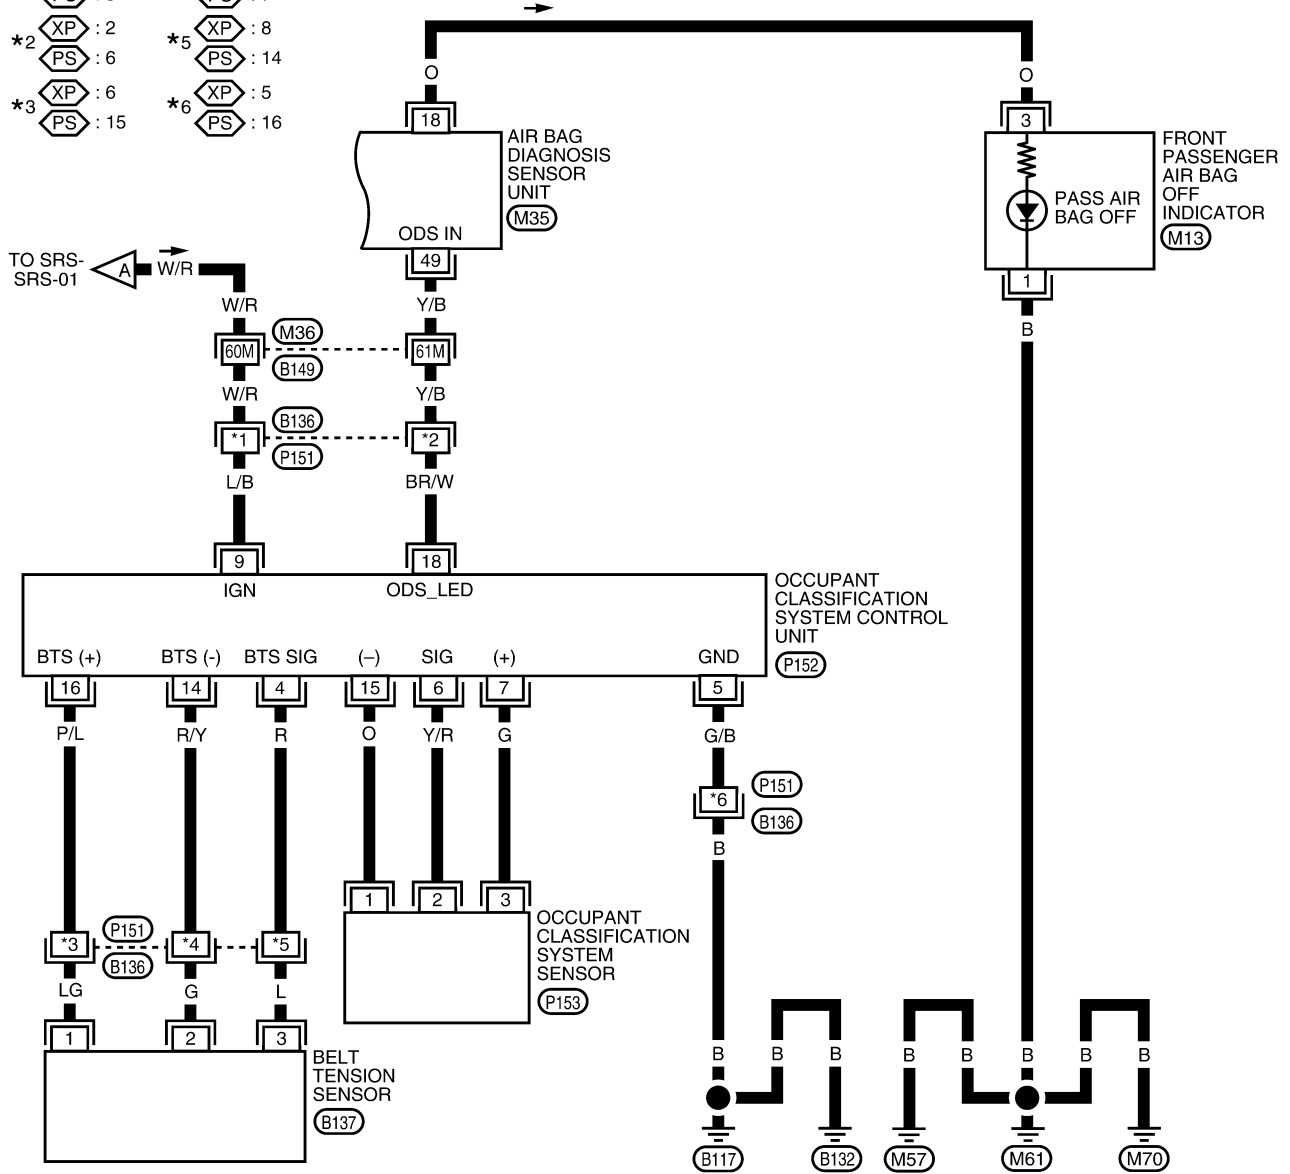 *2 XP : 2
PS : 6
*5 XP : 8
PS : 14
*3 XP : 6
PS : 15
*6 XP : 5
PS : 16
O
18
AIR BAG
DIAGNOSIS
SENSOR
UNIT
M35
ODS IN
49
O
3
FRONT
PASSENGER
AIR BAG
OFF
INDICATOR
M13
PASS AIR
BAG OFF
1
B
TO SRS-
SRS-01
A
W/R
W/R
Y/B
60M
M36
B149
61M
W/R
Y/B
*1
B136
P151
*2
L/B
BR/W
9
18
IGN
ODS_LED
OCCUPANT
CLASSIFICATION
SYSTEM CONTROL
UNIT
P152
BTS (+)
BTS (-)
BTS SIG
(–)
SIG
(+)
GND
16
14
4
15
6
7
5
P/L
R/Y
R
O
Y/R
G
G/B
*6
P151
B136
B
1
2
3
OCCUPANT
CLASSIFICATION
SYSTEM
SENSOR
P153
*3
P151
B136
*4
*5
LG
G
L
1
2
3
BELT
TENSION
SENSOR
B137
B
B
B
B
B
B
B
B
B117
B132
M57
M61
M70